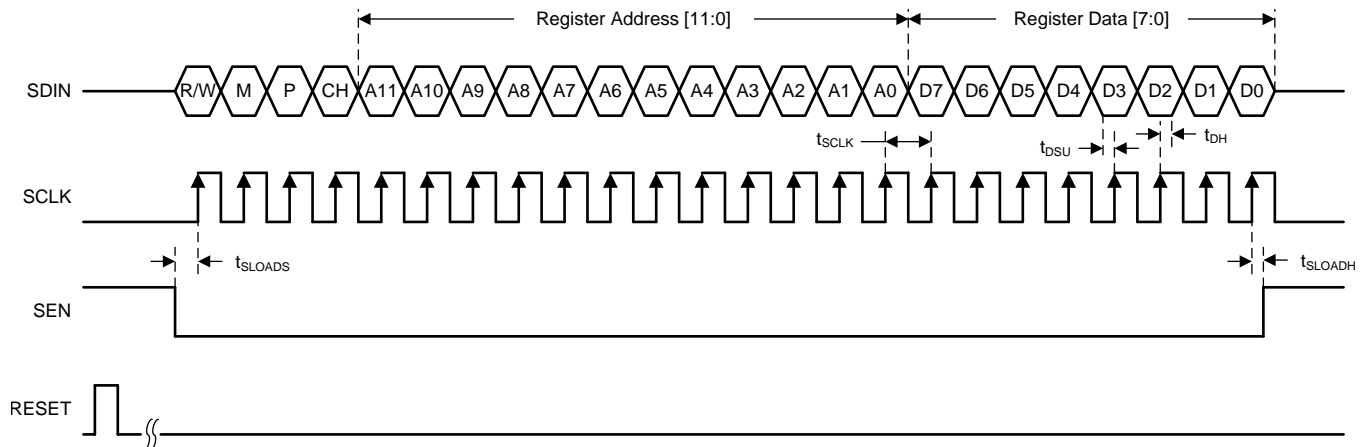 Register Address [11:0] Register Data [7:0]
SDIN R/W M P CH A11 A10 A9 A8 A7 A6 A5 A4 A3 A2 A1 A0 D7 D6 D5 D4 D3 D2 D1 D0
tSCLK tDSU tDH
SCLK
tSLOADS tSLOADH
SEN
RESET